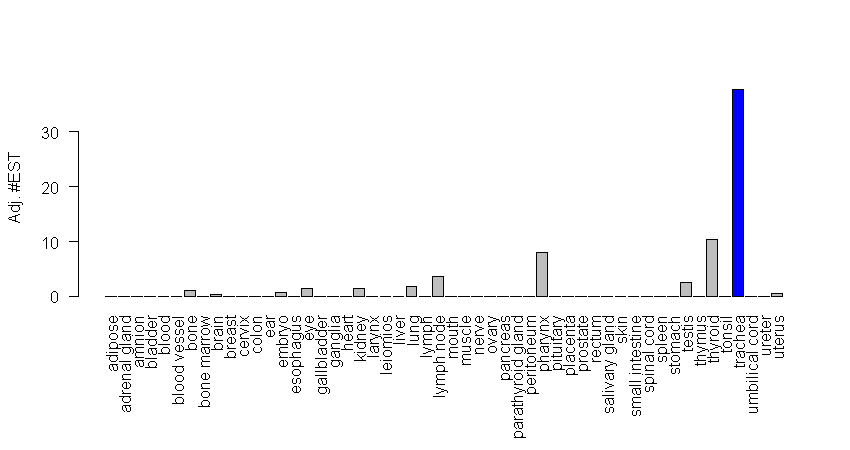 Adj. #EST
30
20
10
0
adipose
adrenal gland
amnion
bladder
blood
blood vessel
bone
bone marrow
brain
breast
cervix
colon
ear
embryo
esophagus
eye
gallbladder
ganglia
heart
kidney
larynx
leiomios
liver
lung
lymph
lymph node
mouth
muscle
nerve
ovary
pancreas
parathyroid gland
peritoneum
pharynx
pituitary
placenta
prostate
rectum
salivary gland
skin
small intestine
spinal cord
spleen
stomach
testis
thymus
thyroid
tonsil
trachea
umbilical cord
ureter
uterus